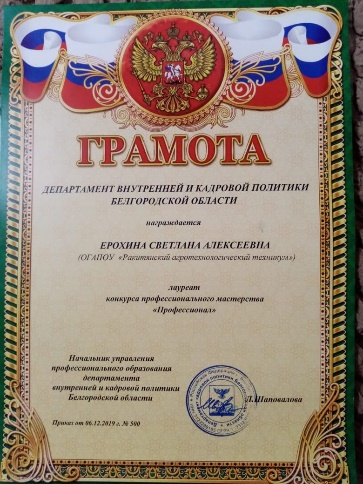 ГРАМОТА
ДЕПАРТАМЕНТ ВНУТРЕННЕЙ И КАДРОВОЙ ПОЛИТИКИ
БЕЛГОРОДСКОЙ ОБЛАСТИ
награждается
ЕРОХИНА СВЕТЛАНА АЛЕКСЕЕВНА
(ОГАПОУ «Ракитянский агротехнологический техникум»)
лауреат
конкурса профессионального мастерства
«Профессионал»
Начальник управления
профессионального образования
департамента
внутренней и кадровой политики
Белгородской области
Л.Шаповалова
Приказ от 06.12.2019 г. № 500